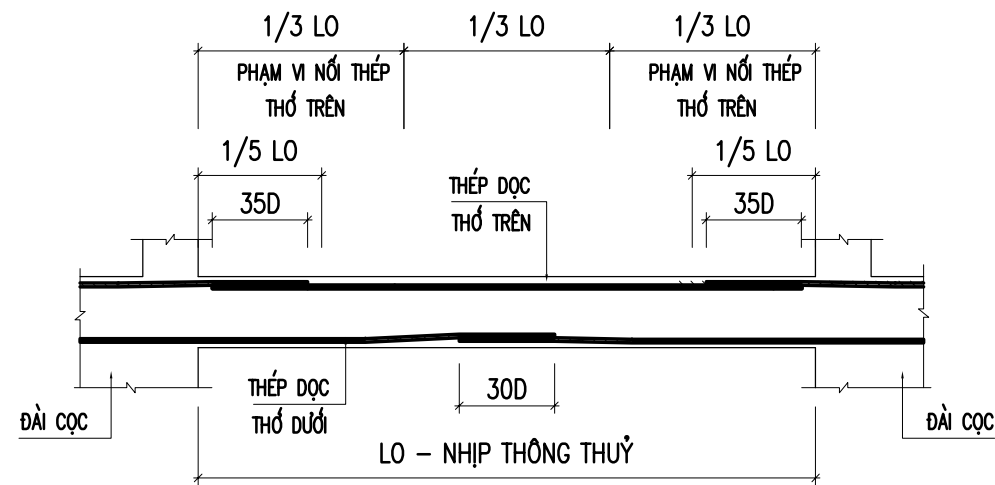 1/3 LO
1/3 LO
1/3 LO
PHẠM VI NỐI THÉP
THỚ TRÊN
PHẠM VI NỐI THÉP
THỚ TRÊN
1/5 LO
1/5 LO
35D
THÉP DỌC
THỚ TRÊN
35D
THÉP DỌC
THỚ DƯỚI
30D
ĐÀI CỌC
ĐÀI CỌC
LO – NHỊP THÔNG THUỶ